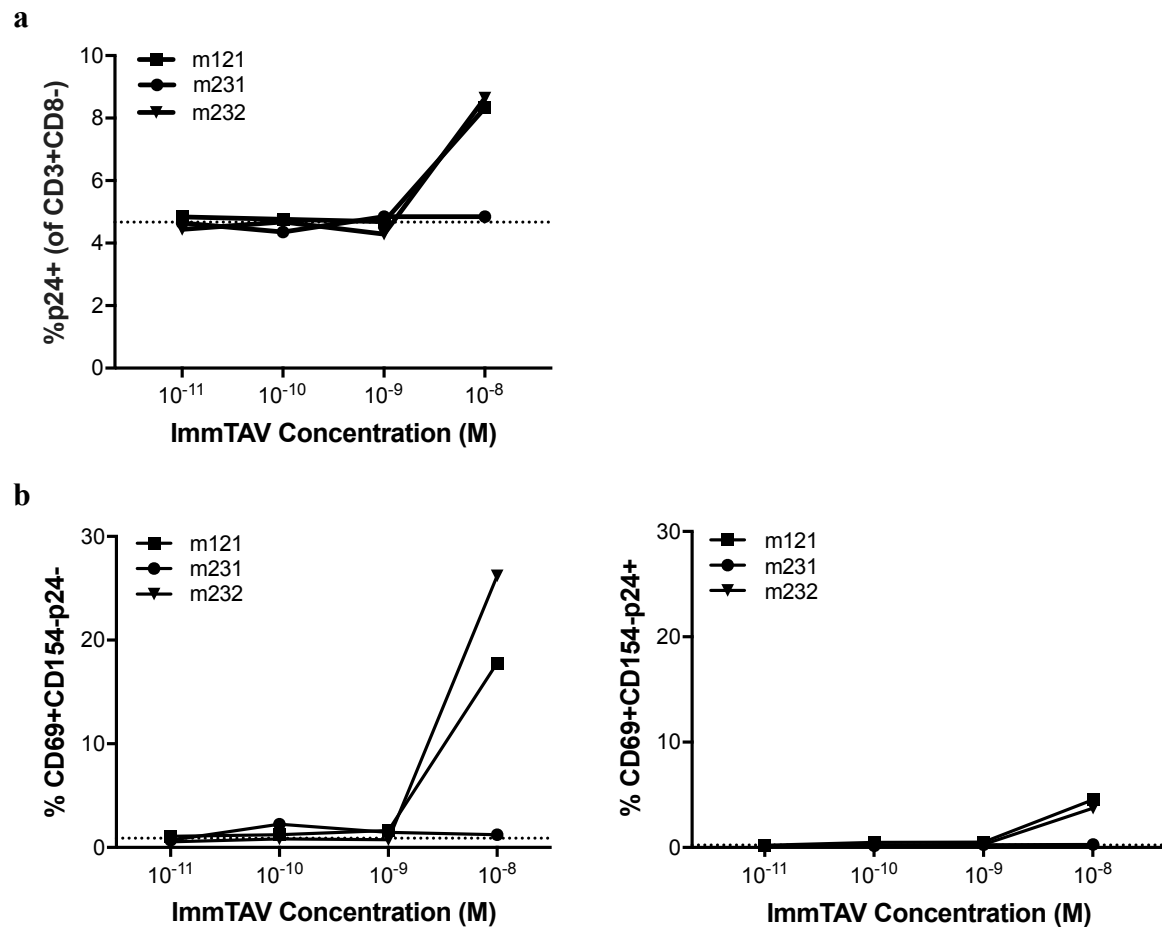 a
%p24+ (of CD3+CD8-)
10
8
6
4
2
0
m121
m231
m232
10⁻¹¹ 10⁻¹⁰ 10⁻⁹ 10⁻⁸
ImmTAV Concentration (M)
b
% CD69+CD154-p24-
30
20
10
0
m121
m231
m232
10⁻¹¹ 10⁻¹⁰ 10⁻⁹ 10⁻⁸
ImmTAV Concentration (M)
% CD69+CD154-p24+
30
20
10
0
m121
m231
m232
10⁻¹¹ 10⁻¹⁰ 10⁻⁹ 10⁻⁸
ImmTAV Concentration (M)